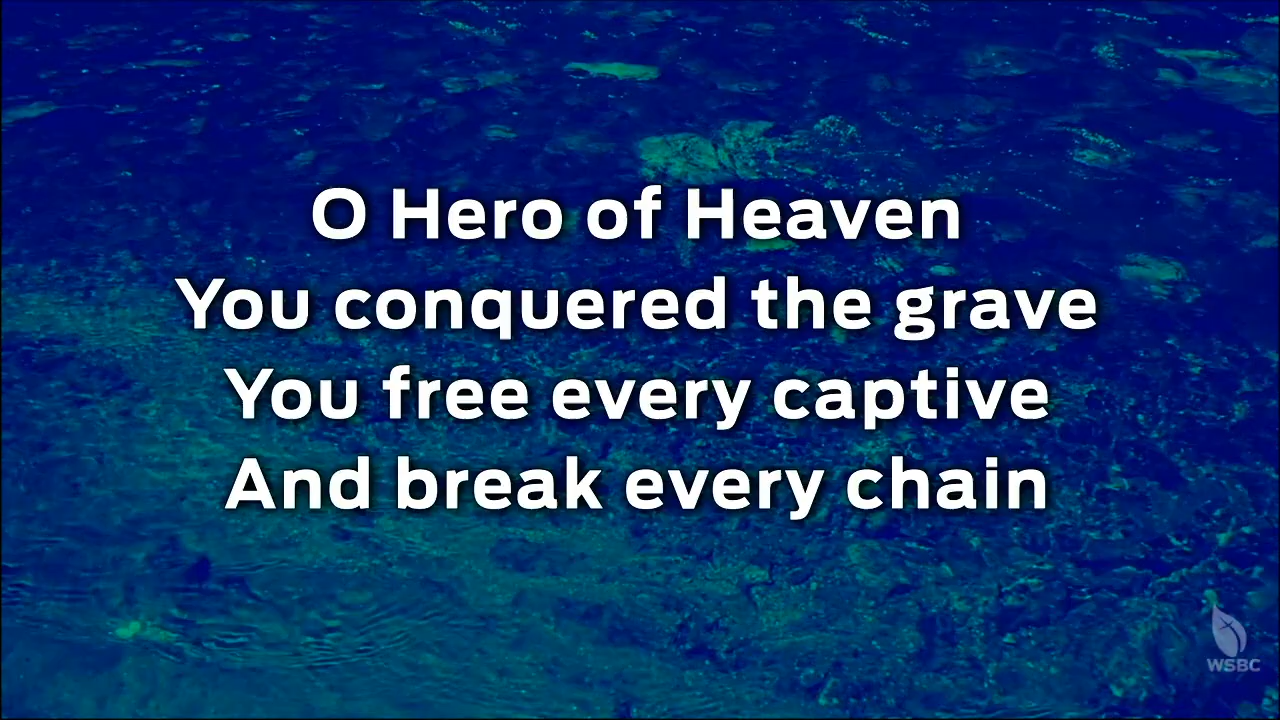 O Hero of Heaven
You conquered the grave
You free every captive
And break every chain
WSBC